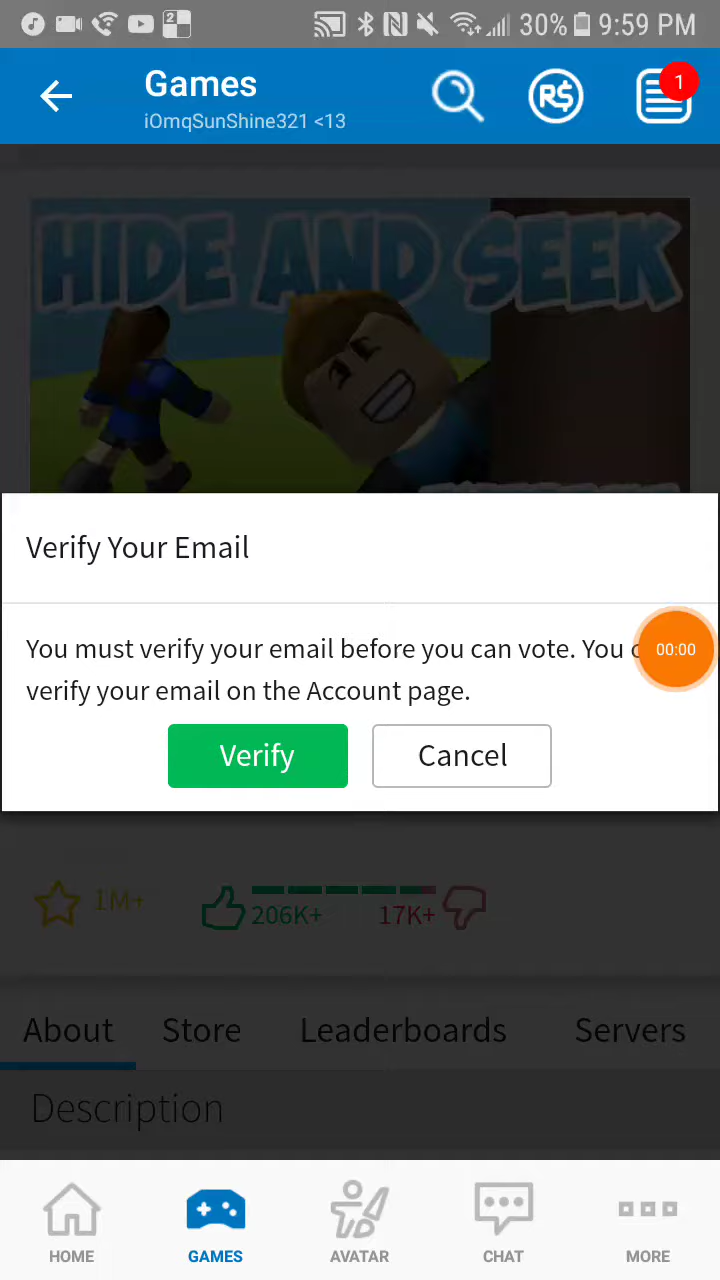 2
30% 9:59 PM
Games
iOmqSunShine321 <13
R$
1
HIDE AND SEEK
Verify Your Email
You must verify your email before you can vote. You
00:00
verify your email on the Account page.
Verify
Cancel
1M+
206K+
17K+
About
Store
Leaderboards
Servers
Description
HOME
GAMES
AVATAR
CHAT
MORE